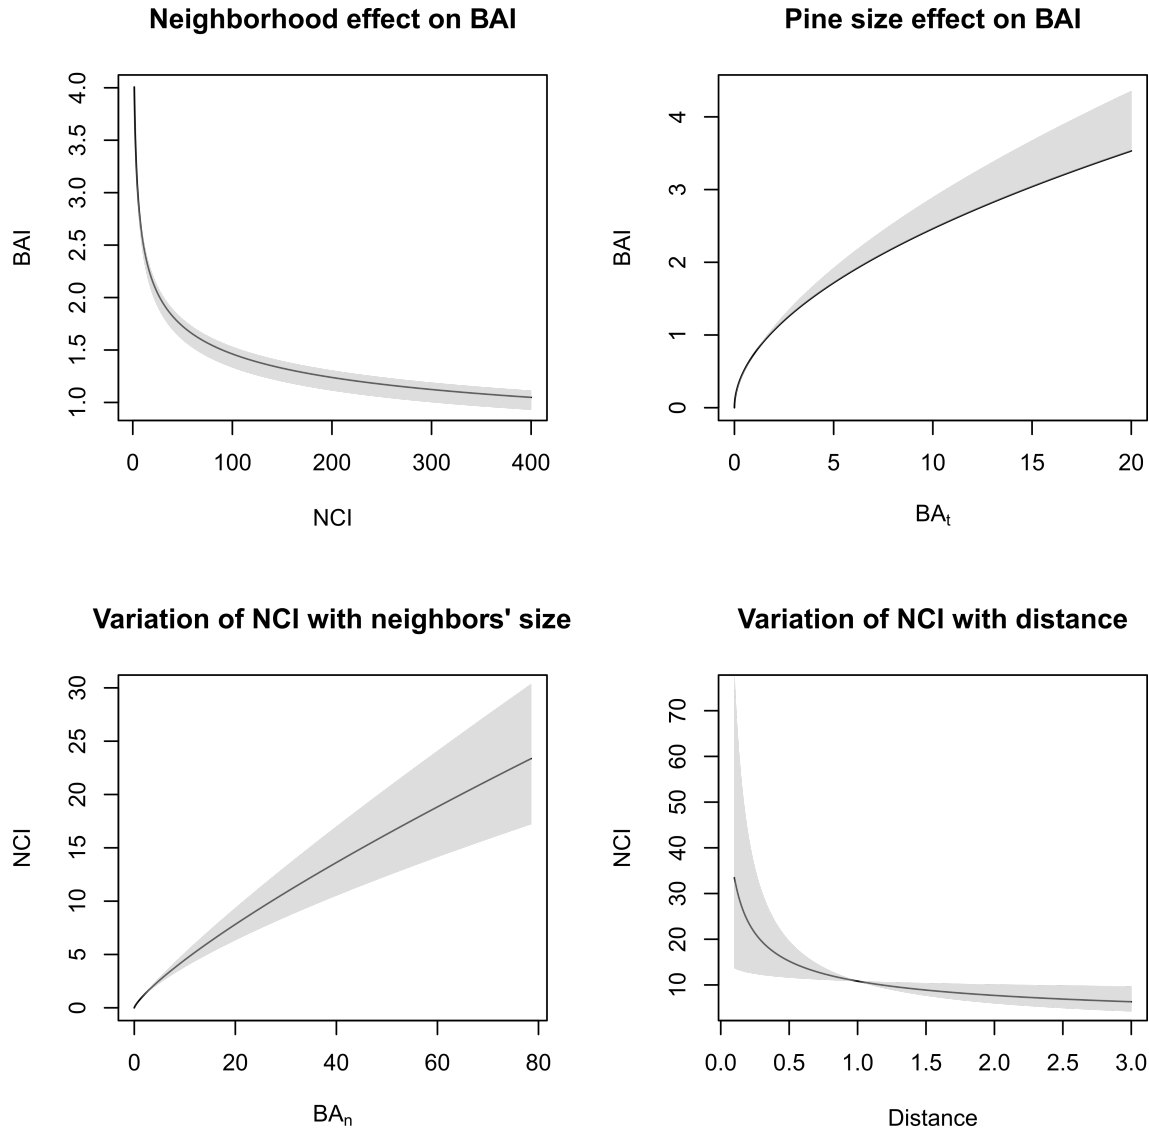 Neighborhood effect on BAI
BAI
4.0
3.5
3.0
2.5
2.0
1.5
1.0
0 100 200 300 400
NCI
Pine size effect on BAI
BAI
4
3
2
1
0
0 5 10 15 20
BAt
Variation of NCI with neighbors' size
NCI
30
25
20
15
10
5
0
0 20 40 60 80
BAn
Variation of NCI with distance
NCI
70
60
50
40
30
20
10
0.0 0.5 1.0 1.5 2.0 2.5 3.0
Distance